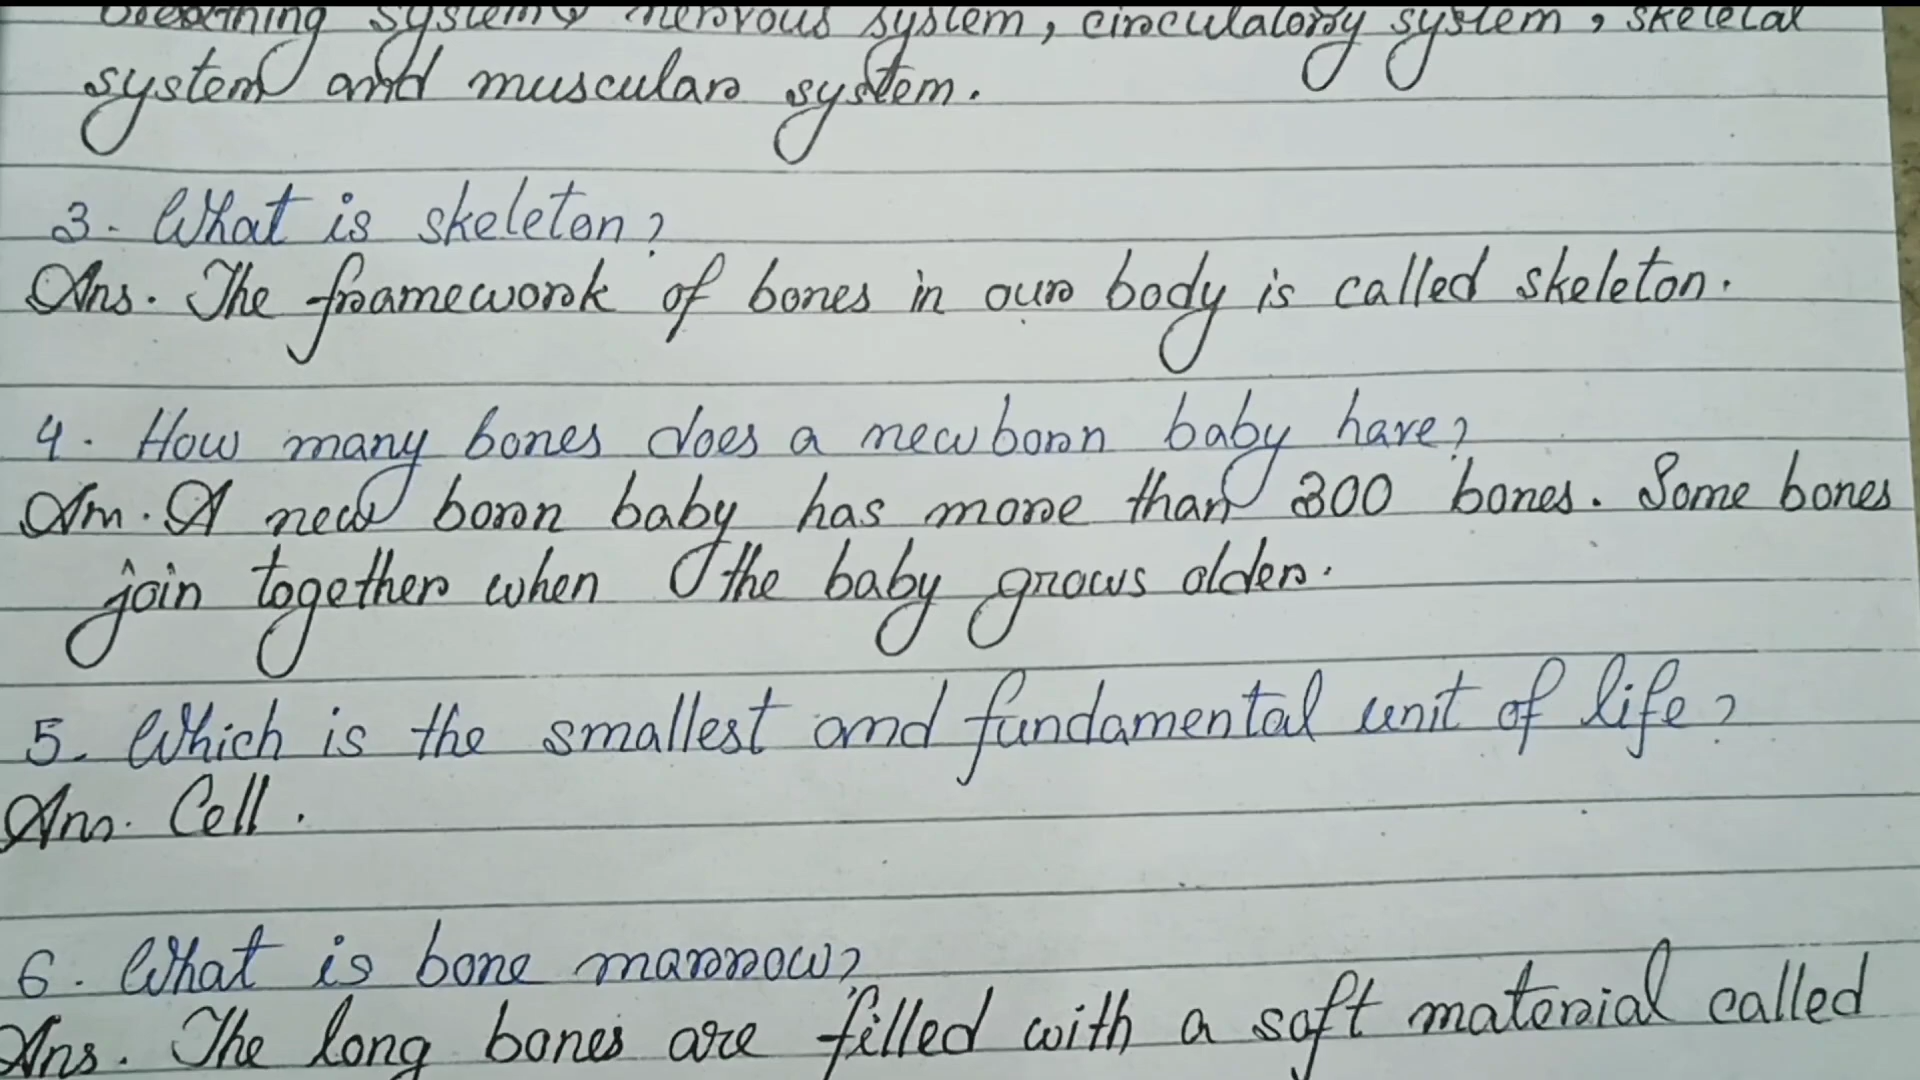 breathing system, nervous system, circulatory system, skeletal
system and muscular system.
3. What is skeleton?
Ans. The framework of bones in our body is called skeleton.
4. How many bones does a newborn baby have?
Ans. A new born baby has more than 300 bones. Some bones
join together when the baby grows older.
5. Which is the smallest and fundamental unit of life?
Ans. Cell.
6. What is bone marrow?
Ans. The long bones are filled with a soft material called